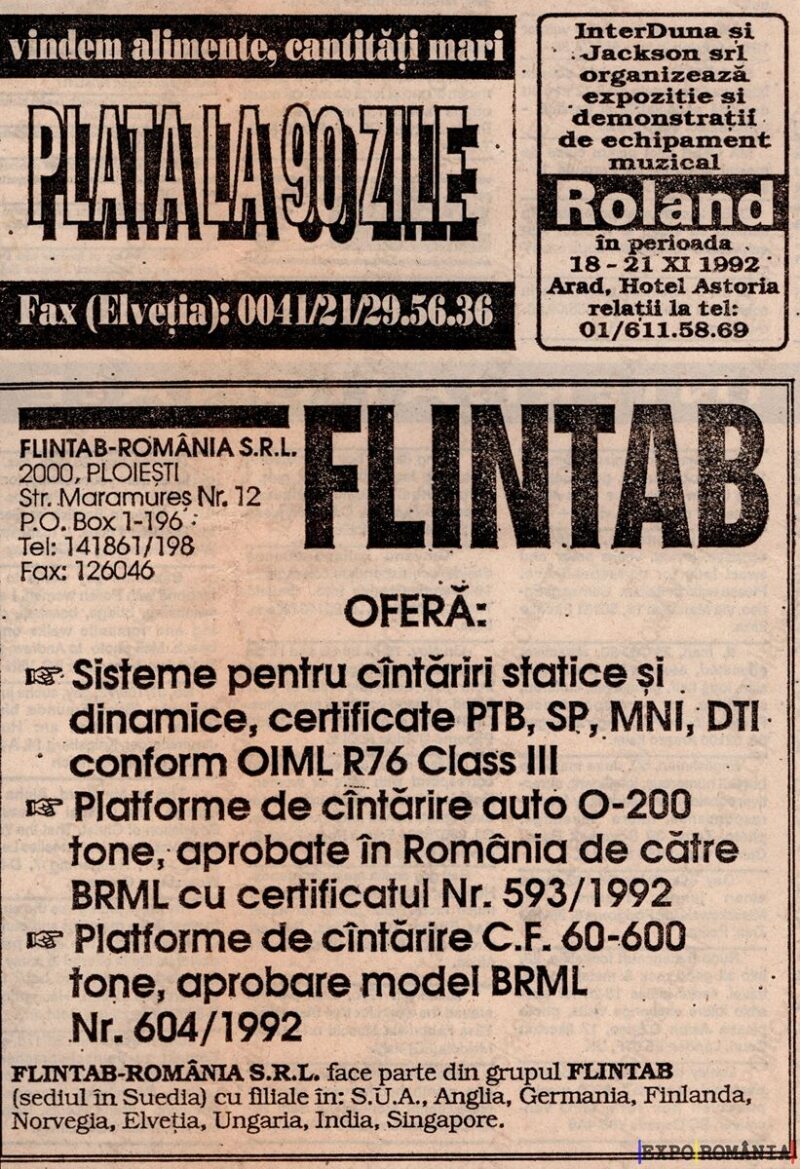 vindem alimente, cantități mari
PLATA LA 90 ZILE
Fax (Elveția): 0041/21/29.56.36
InterDuna și
Jackson srl
organizează
expoziție și
demonstrații
de echipament
muzical
Roland
în perioada
18 - 21 XI 1992
Arad, Hotel Astoria
relații la tel:
01/611.58.69
FLINTAB-ROMÂNIA S.R.L.
2000, PLOIEȘTI
Str. Maramureș Nr. 12
P.O. Box 1-196
Tel: 141861/198
Fax: 126046
FLINTAB
OFERĂ:
☞ Sisteme pentru cîntăriri statice și
dinamice, certificate PTB, SP, MNI, DTI
conform OIML R76 Class III
☞ Platforme de cîntărire auto O-200
tone, aprobate în România de către
BRML cu certificatul Nr. 593/1992
☞ Platforme de cîntărire C.F. 60-600
tone, aprobare model BRML
Nr. 604/1992
FLINTAB-ROMÂNIA S.R.L. face parte din grupul FLINTAB
(sediul în Suedia) cu filiale în: S.U.A., Anglia, Germania, Finlanda,
Norvegia, Elveția, Ungaria, India, Singapore.
EXPO ROMÂNIA